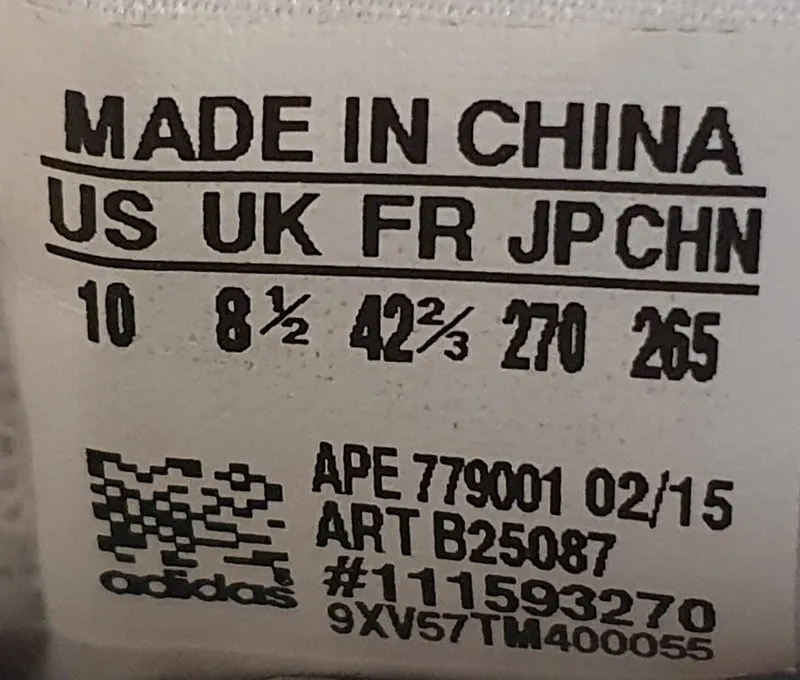 MADE IN CHINA
US UK FR JP CHN
10 8½ 42⅔ 270 265
APE 779001 02/15
ART B25087
#111593270
adidas®
9XV57TM400055